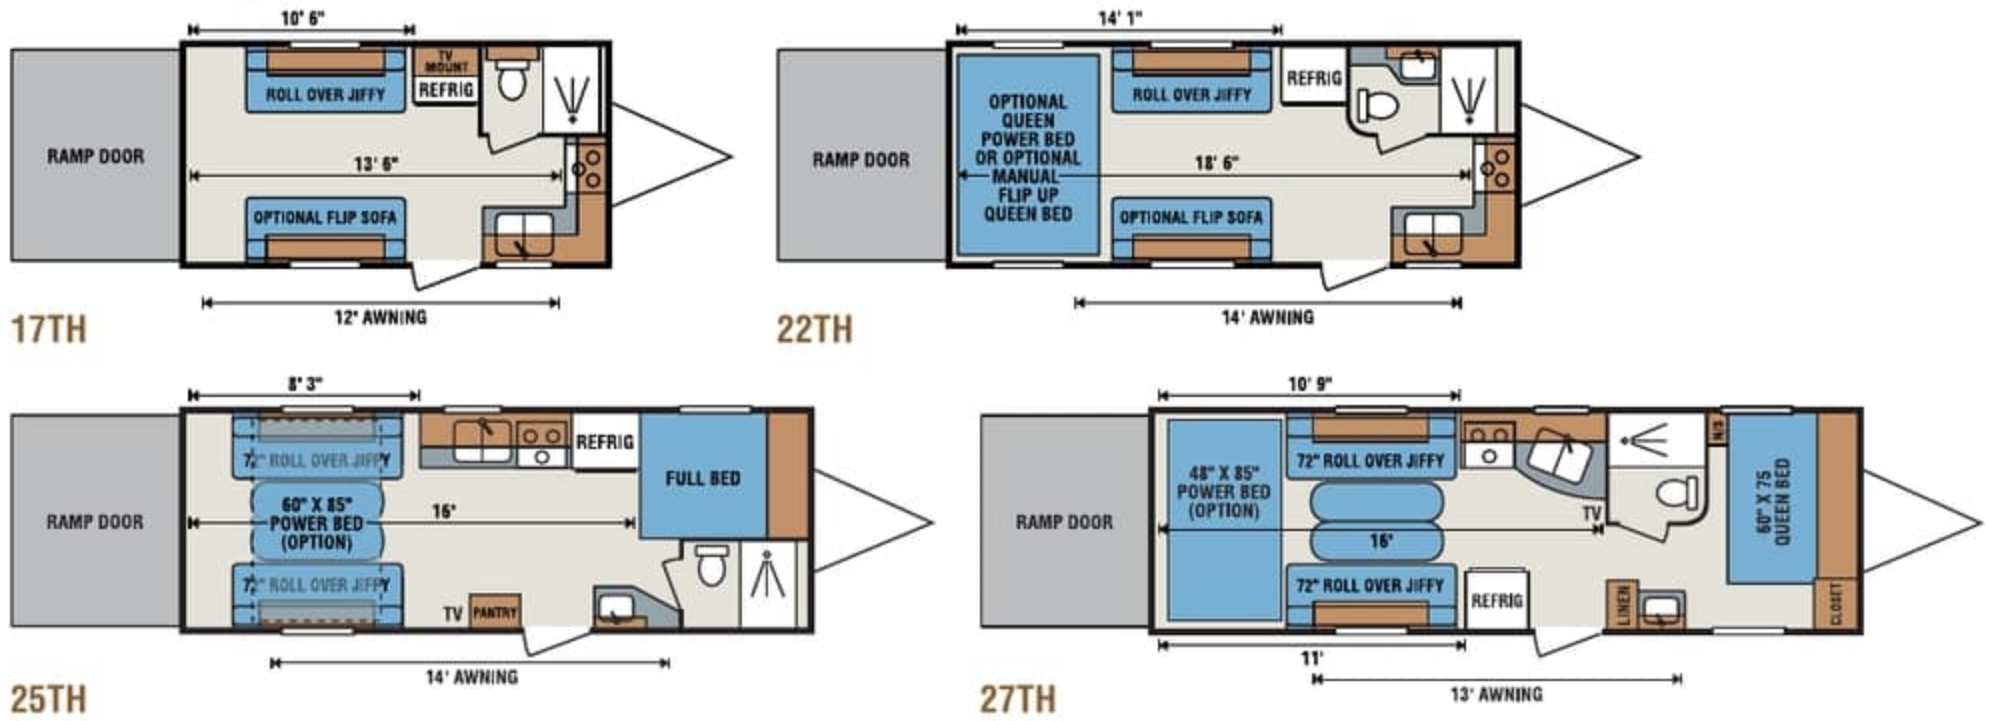 10' 6"
TV
MOUNT
REFRIG
ROLL OVER JIFFY
RAMP DOOR
13' 6"
OPTIONAL FLIP SOFA
12' AWNING
17TH
14' 1"
OPTIONAL
QUEEN
POWER BED
OR OPTIONAL
MANUAL
FLIP UP
QUEEN BED
ROLL OVER JIFFY
REFRIG
RAMP DOOR
18' 6"
OPTIONAL FLIP SOFA
14' AWNING
22TH
8' 3"
72" ROLL OVER JIFFY
REFRIG
FULL BED
RAMP DOOR
60" X 85"
POWER BED
(OPTION)
16'
72" ROLL OVER JIFFY
TV
PANTRY
14' AWNING
25TH
10' 9"
48" X 85"
POWER BED
(OPTION)
72" ROLL OVER JIFFY
N/S
60" X 75
QUEEN BED
RAMP DOOR
TV
16'
72" ROLL OVER JIFFY
REFRIG
LINEN
CLOSET
11'
13' AWNING
27TH